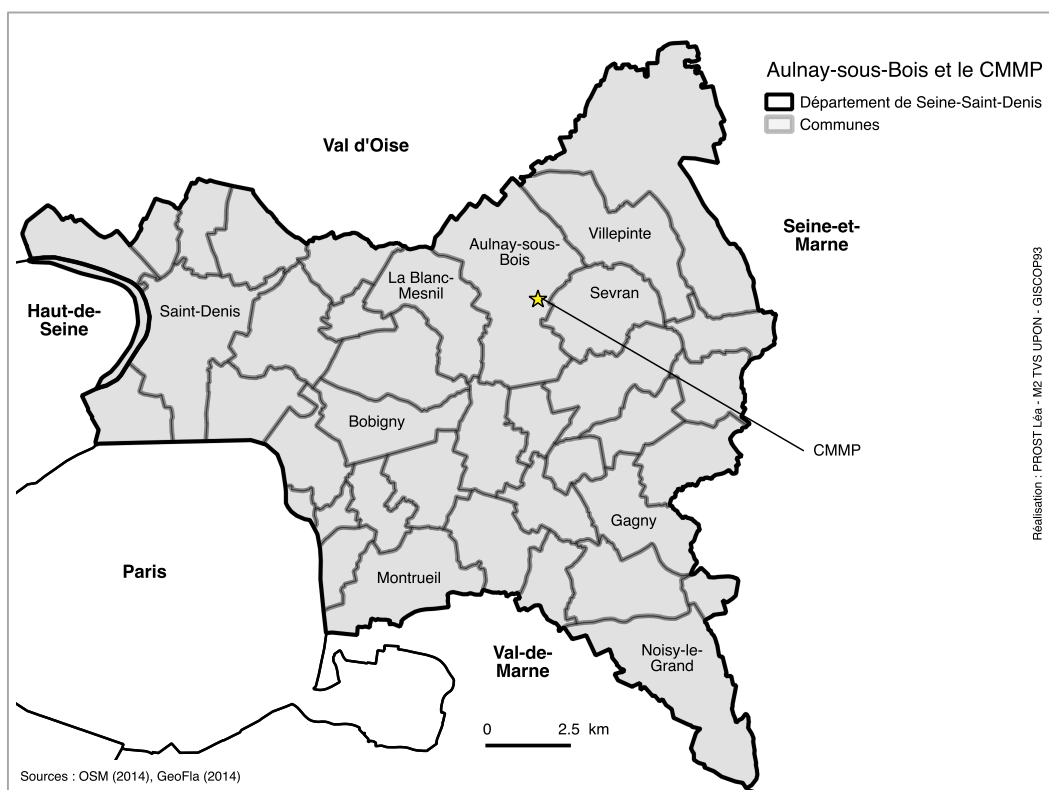 Aulnay-sous-Bois et le CMMP
Département de Seine-Saint-Denis
Communes
Val d'Oise
Seine-et-
Marne
Villepinte
Aulnay-sous-
Bois
La Blanc-
Mesnil
Sevran
Haut-de-
Seine
Saint-Denis
Bobigny
CMMP
Gagny
Paris
Montrueil
Val-de-
Marne
Noisy-le-
Grand
0 2.5 km
Sources : OSM (2014), GeoFla (2014)
Réalisation : PROST Léa - M2 TVS UPON - GISCOP93